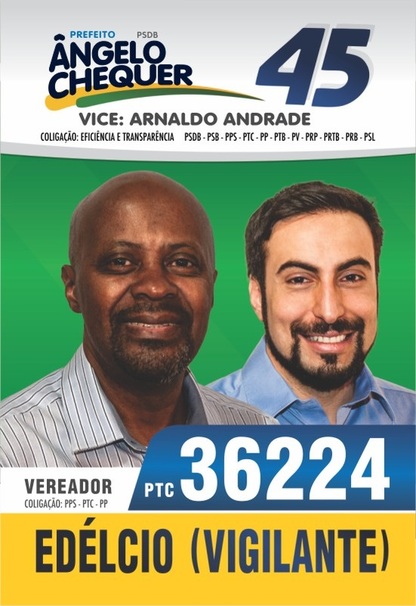 PREFEITO PSDB
ÂNGELO
CHEQUER
45
VICE: ARNALDO ANDRADE
COLIGAÇÃO: EFICIÊNCIA E TRANSPARÊNCIA PSDB - PSB - PPS - PTC - PP - PTB - PV - PRP - PRTB - PRB - PSL
VEREADOR
COLIGAÇÃO: PPS - PTC - PP
PTC 36224
EDÉLCIO (VIGILANTE)